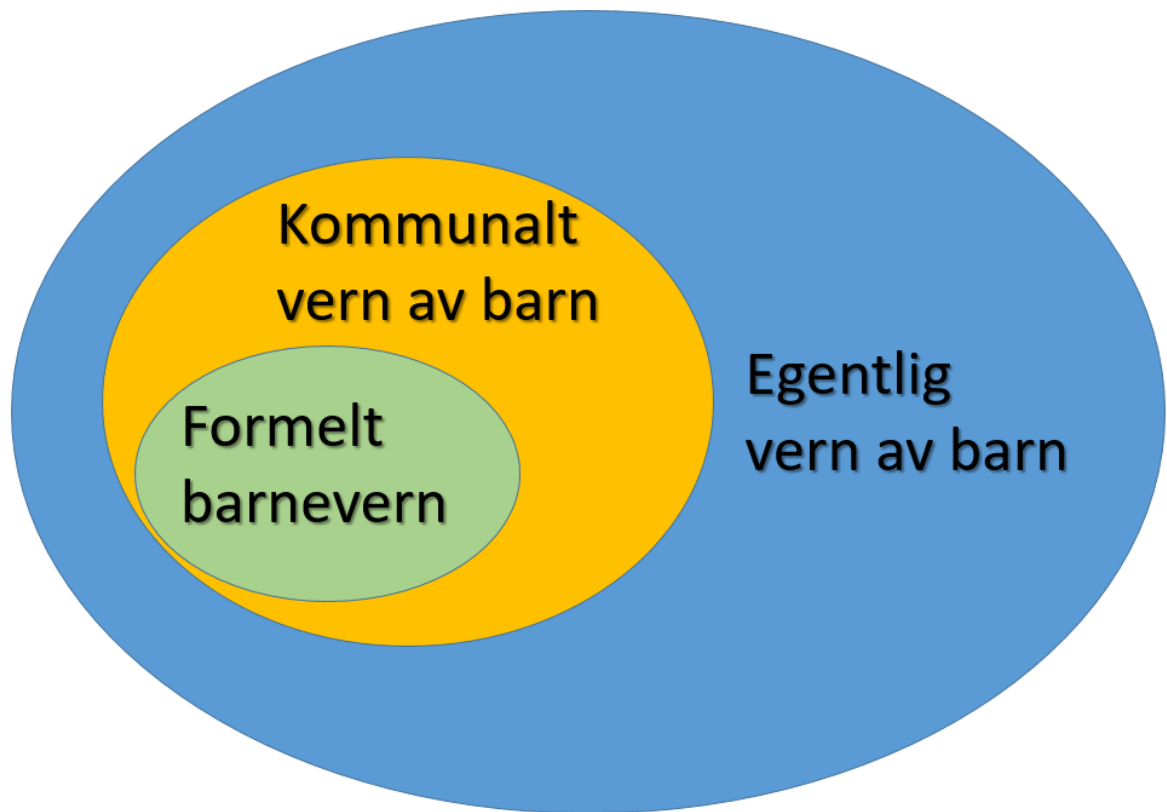 Kommunalt
vern av barn
Egentlig
vern av barn
Formelt
barnevern